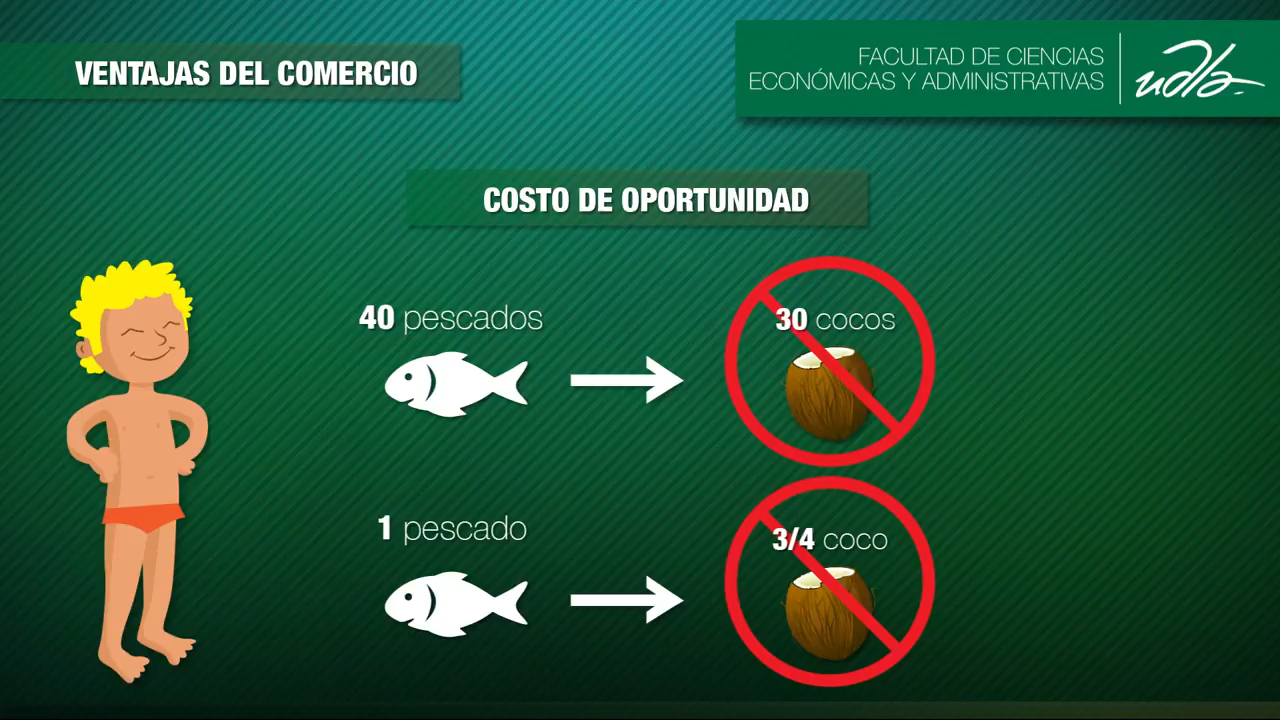 VENTAJAS DEL COMERCIO
FACULTAD DE CIENCIAS
ECONÓMICAS Y ADMINISTRATIVAS
udla-
COSTO DE OPORTUNIDAD
40 pescados
30 cocos
1 pescado
3/4 coco